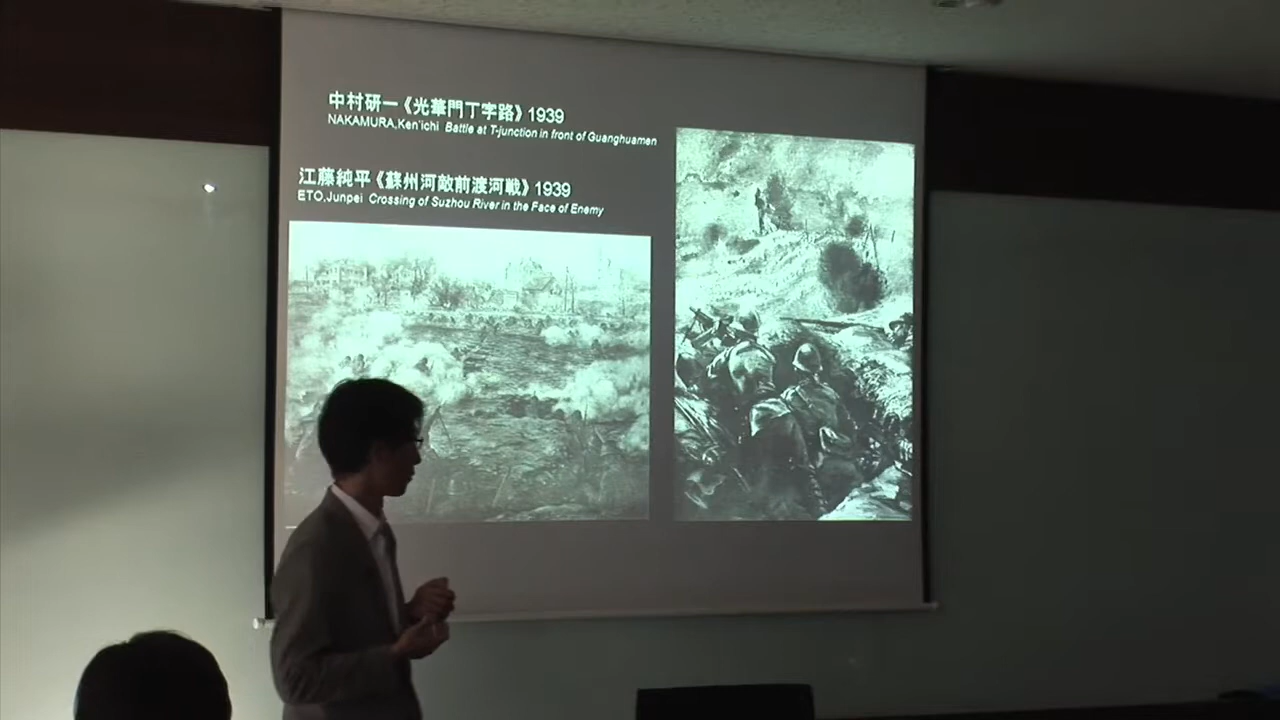 中村研一《光華門丁字路》1939
NAKAMURA,Ken'ichi Battle at T-junction in front of Guanghuamen
江藤純平《蘇州河敵前渡河戦》1939
ETO,Junpei Crossing of Suzhou River in the Face of Enemy